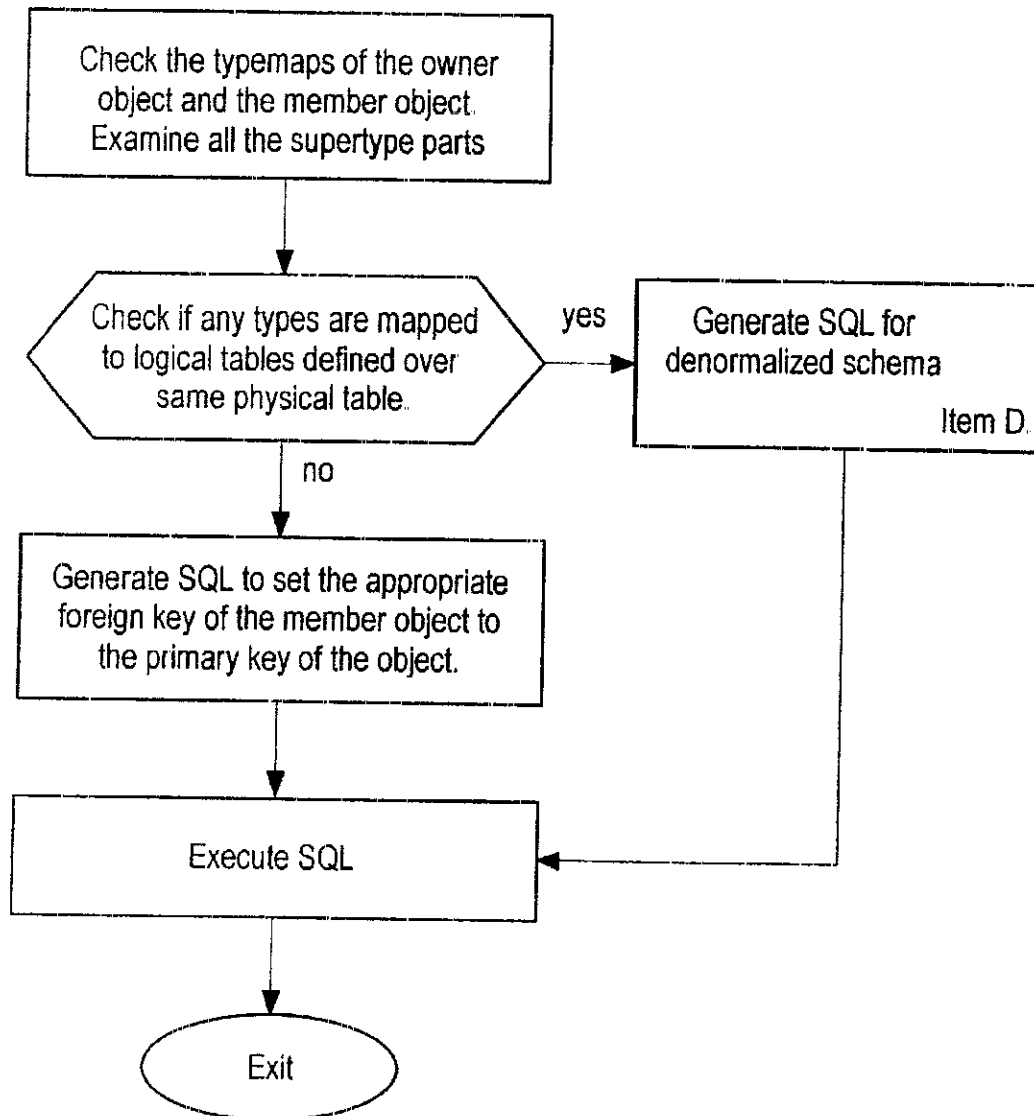 Check the typemaps of the owner
object and the member object.
Examine all the supertype parts
Check if any types are mapped
to logical tables defined over
same physical table.
yes
Generate SQL for
denormalized schema
Item D.
no
Generate SQL to set the appropriate
foreign key of the member object to
the primary key of the object.
Execute SQL
Exit